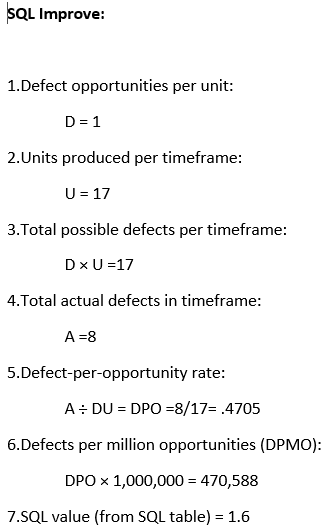 SQL Improve:
1.Defect opportunities per unit:
D = 1
2.Units produced per timeframe:
U = 17
3.Total possible defects per timeframe:
D × U =17
4.Total actual defects in timeframe:
A =8
5.Defect-per-opportunity rate:
A ÷ DU = DPO =8/17= .4705
6.Defects per million opportunities (DPMO):
DPO × 1,000,000 = 470,588
7.SQL value (from SQL table) = 1.6